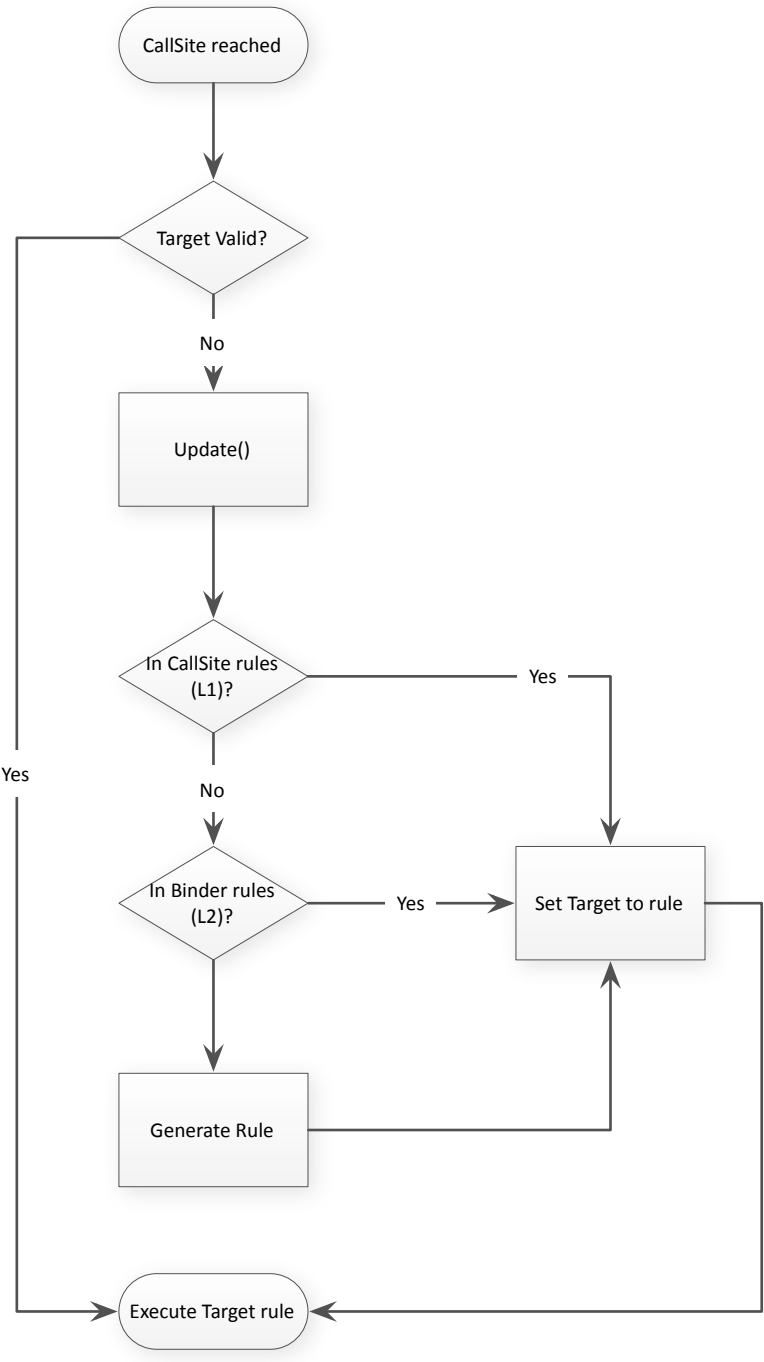 CallSite reached
Target Valid?
No
Update()
In CallSite rules
(L1)?
Yes
Yes
No
In Binder rules
(L2)?
Yes
Set Target to rule
Generate Rule
Execute Target rule